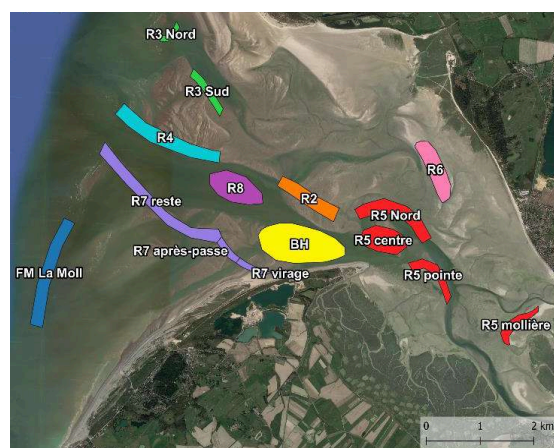 R3 Nord
R3 Sud
R4
R6
R7 reste
R8
R2
R5 Nord
R5 centre
BH
R7 après-passe
R7 virage
R5 pointe
FM La Moll
R5 mollière
0 1 2 km